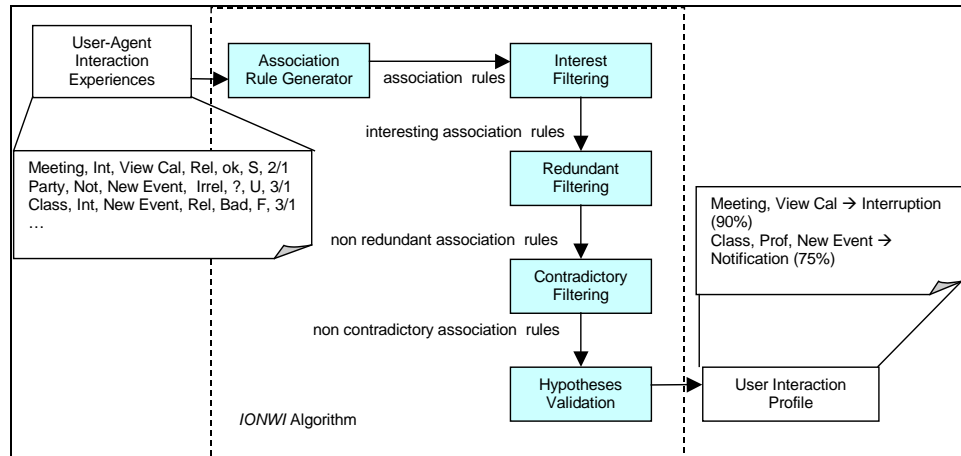 User-Agent
Interaction
Experiences
Association
Rule Generator
association rules
Interest
Filtering
interesting association rules
Meeting, Int, View Cal, Rel, ok, S, 2/1
Party, Not, New Event, Irrel, ?, U, 3/1
Class, Int, New Event, Rel, Bad, F, 3/1
…
Redundant
Filtering
non redundant association rules
Meeting, View Cal → Interruption
(90%)
Class, Prof, New Event →
Notification (75%)
Contradictory
Filtering
non contradictory association rules
Hypotheses
Validation
User Interaction
Profile
IONWI Algorithm